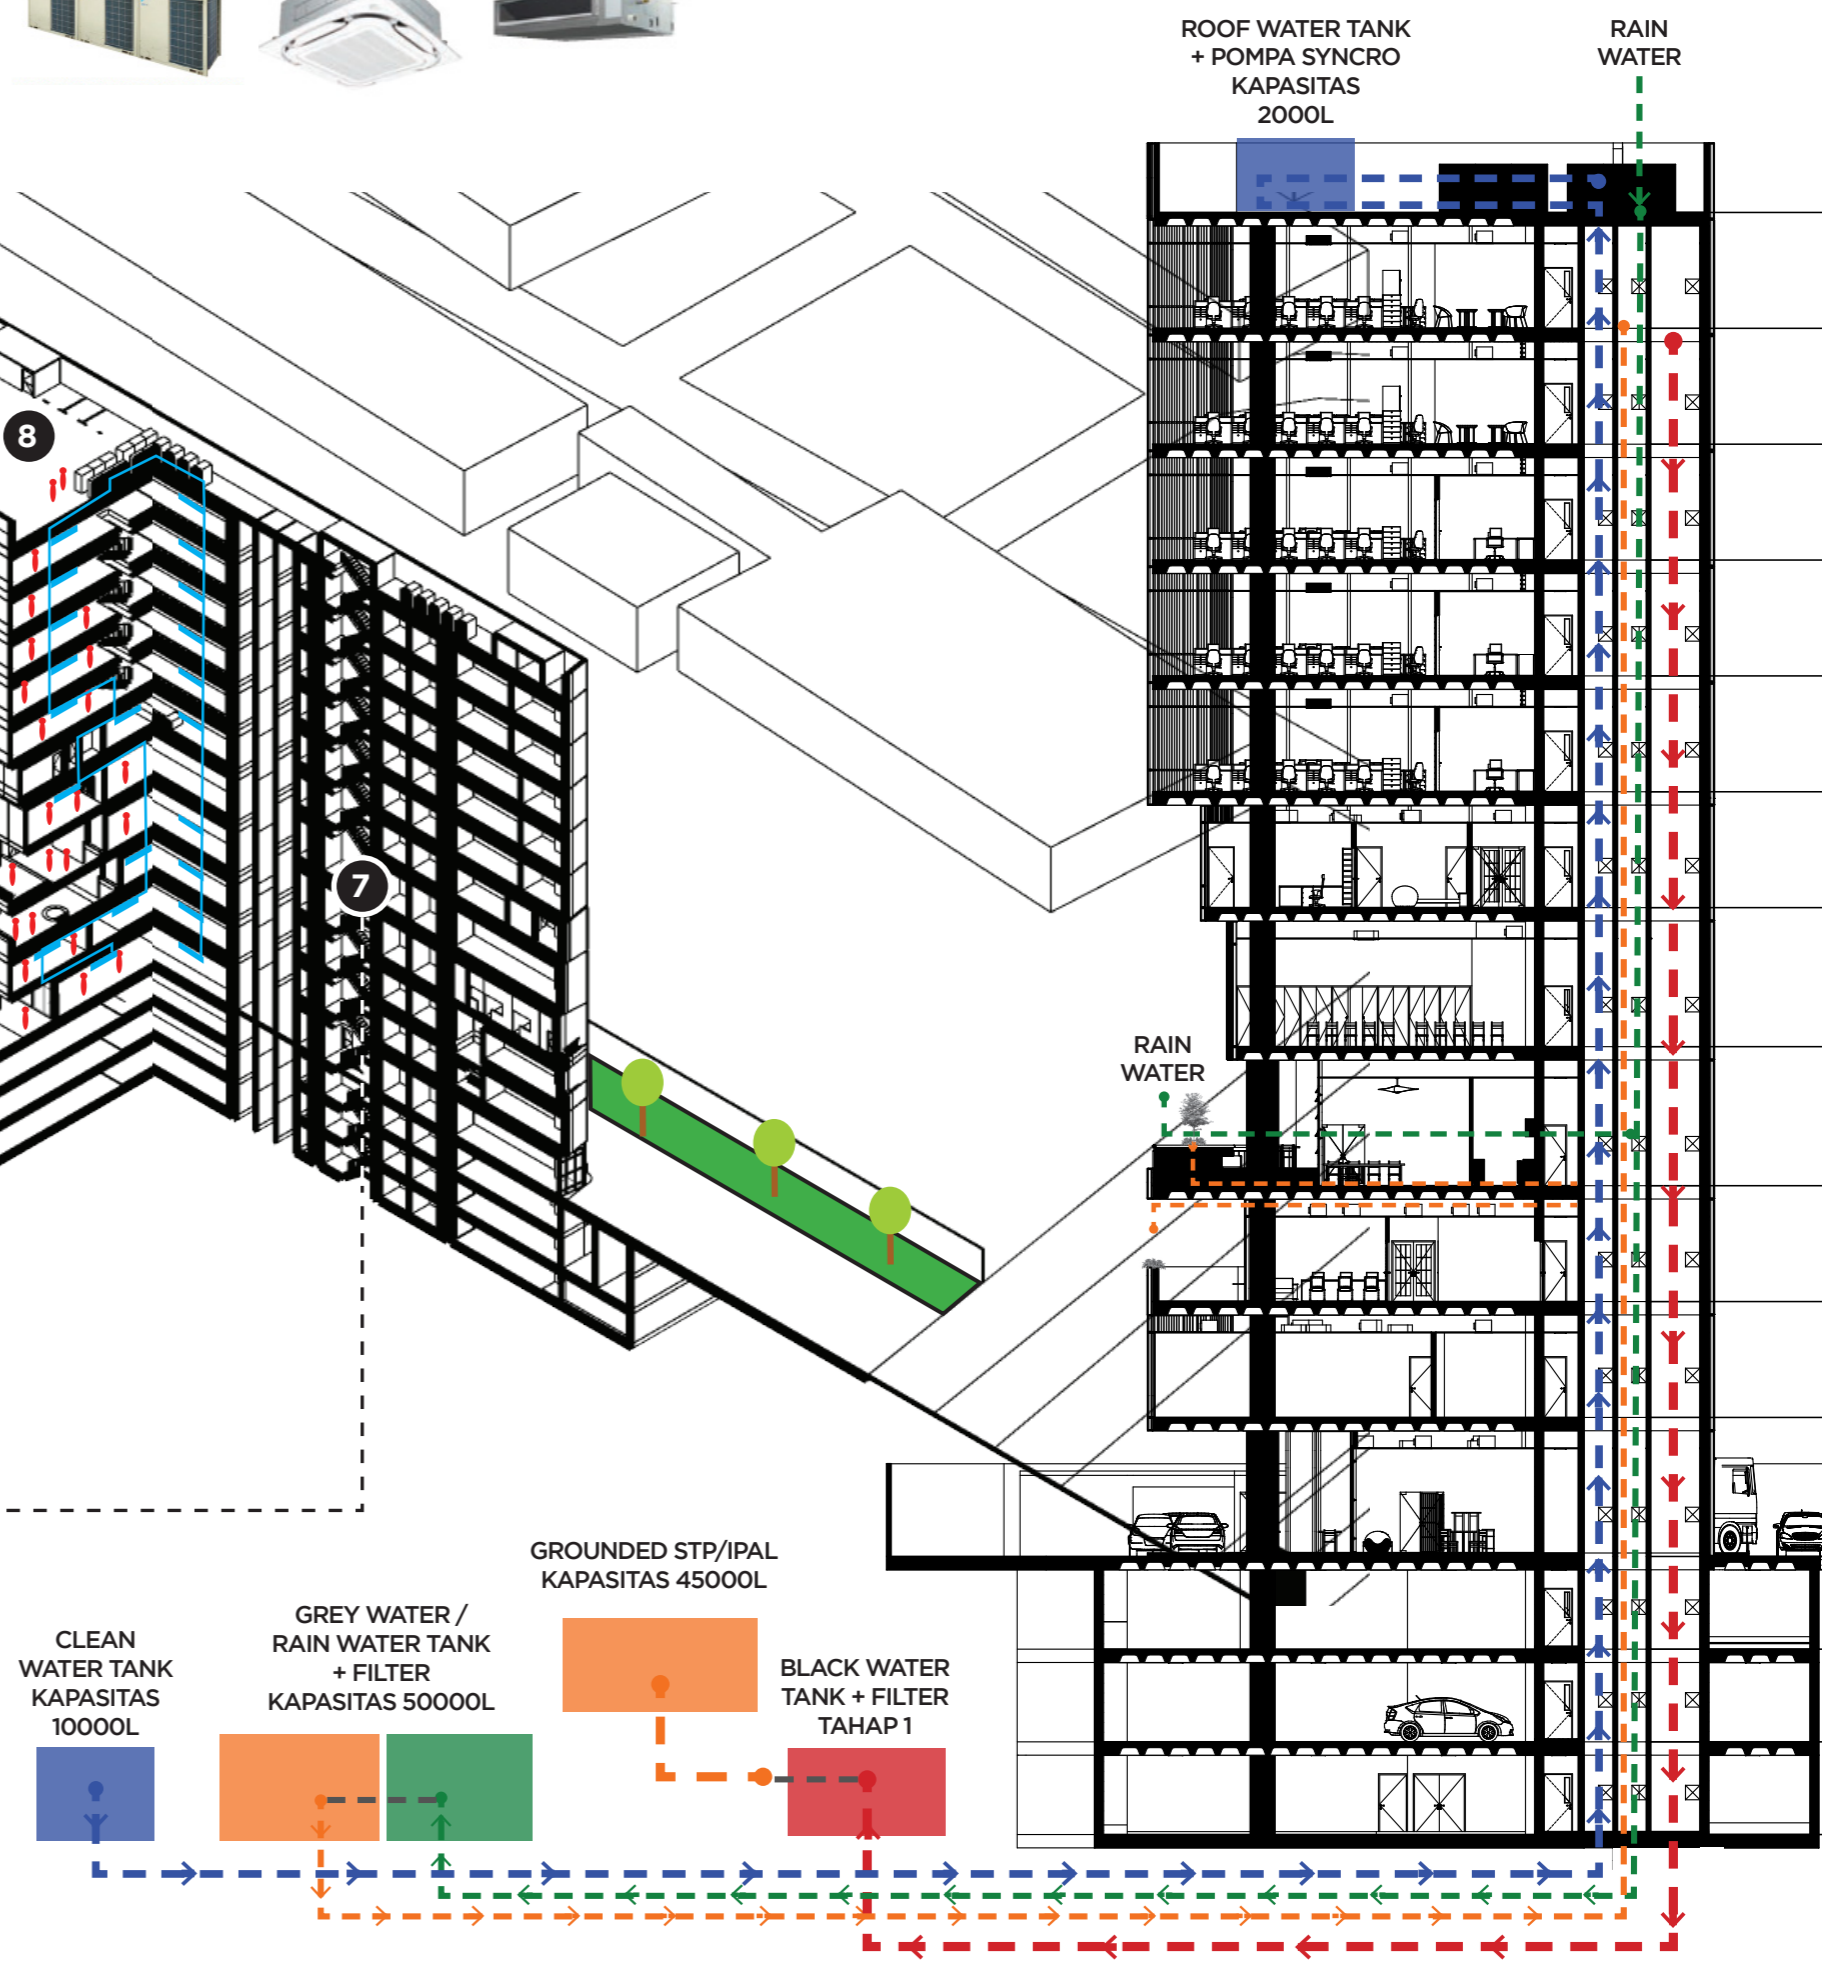 ROOF WATER TANK
+ POMPA SYNCRO
KAPASITAS
2000L
RAIN
WATER
8
7
RAIN
WATER
GROUNDED STP/IPAL
KAPASITAS 45000L
CLEAN
WATER TANK
KAPASITAS
10000L
GREY WATER /
RAIN WATER TANK
+ FILTER
KAPASITAS 50000L
BLACK WATER
TANK + FILTER
TAHAP 1